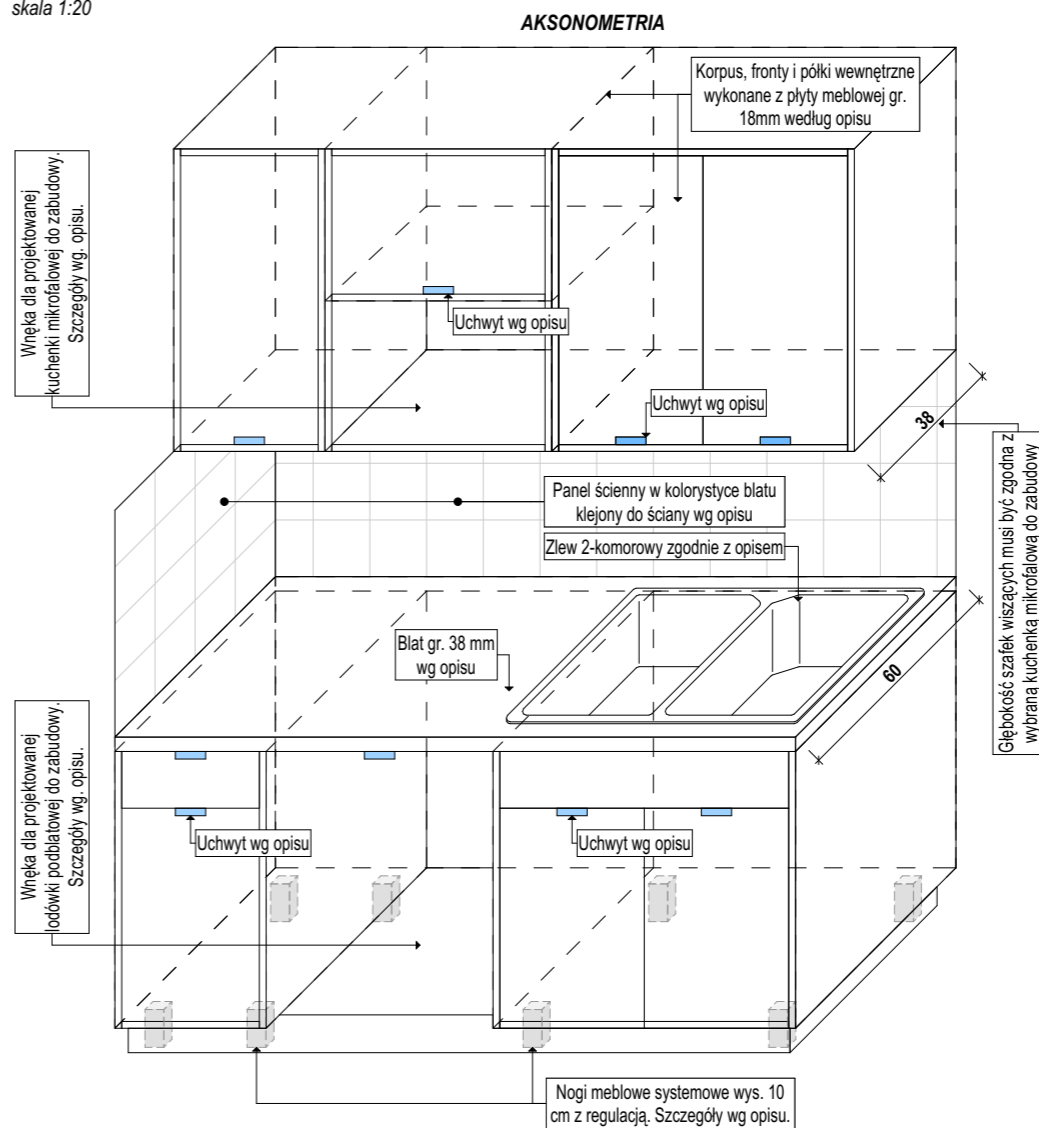 skala 1:20
AKSONOMETRIA
Korpus, fronty i półki wewnętrzne
wykonane z płyty meblowej gr.
18mm według opisu
Wnęka dla projektowanej
kuchenki mikrofalowej do zabudowy.
Szczegóły wg. opisu.
Uchwyt wg opisu
Uchwyt wg opisu
38
Głębokość szafek wiszących musi być zgodna z
wybraną kuchenką mikrofalową do zabudowy
Panel ścienny w kolorystyce blatu
klejony do ściany wg opisu
Zlew 2-komorowy zgodnie z opisem
Blat gr. 38 mm
wg opisu
60
Wnęka dla projektowanej
lodówki podblatowej do zabudowy.
Szczegóły wg. opisu.
Uchwyt wg opisu
Uchwyt wg opisu
Nogi meblowe systemowe wys. 10
cm z regulacją. Szczegóły wg opisu.